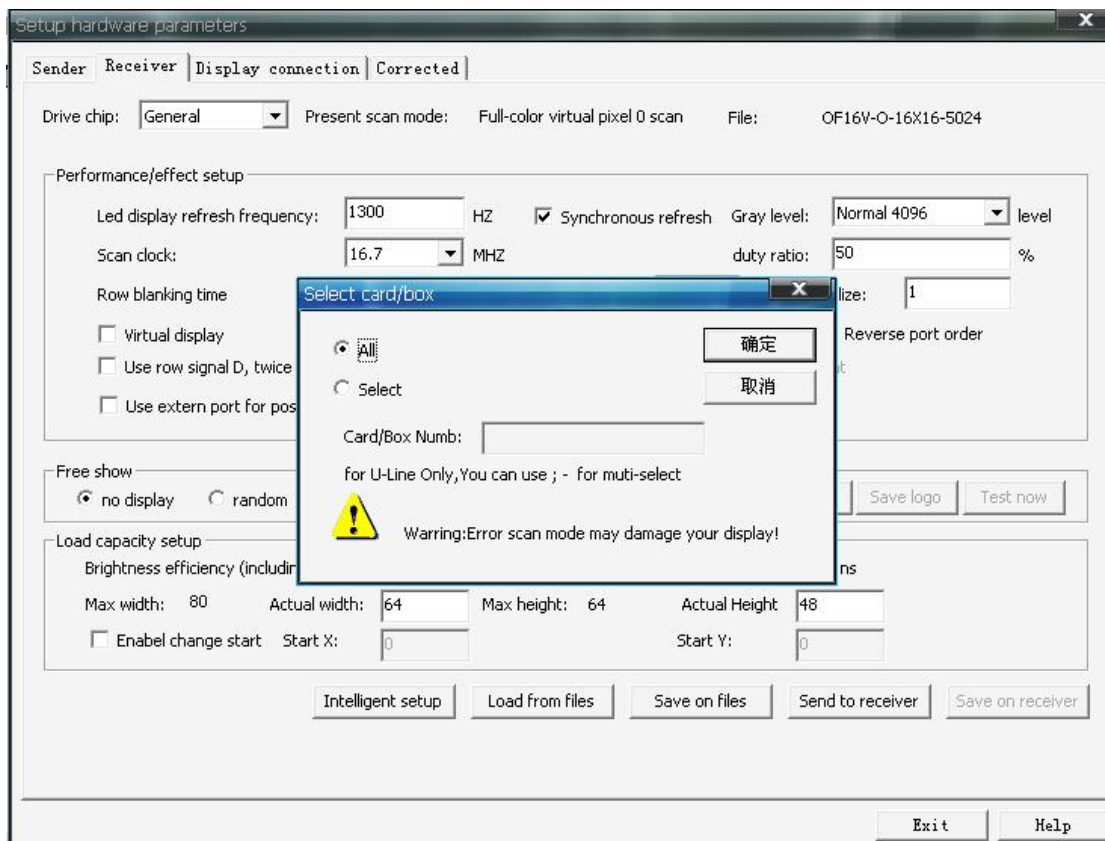 Setup hardware parameters
Sender Receiver Display connection Corrected
Drive chip: General Present scan mode: Full-color virtual pixel 0 scan File: OF16V-O-16X16-5024
Performance/effect setup
Led display refresh frequency: 1300 HZ Synchronous refresh Gray level: Normal 4096 level
Scan clock: 16.7 MHZ duty ratio: 50 %
Row blanking time lize: 1
Virtual display Reverse port order
Use row signal D, twice
Use extern port for pos
Select card/box
All 确定
Select 取消
Card/Box Numb:
for U-Line Only,You can use ; - for muti-select
Warring:Error scan mode may damage your display!
Free show
no display random Save logo Test now
Load capacity setup
Brightness efficiency (includin ns
Max width: 80 Actual width: 64 Max height: 64 Actual Height 48
Enabel change start Start X: 0 Start Y: 0
Intelligent setup Load from files Save on files Send to receiver Save on receiver
Exit Help